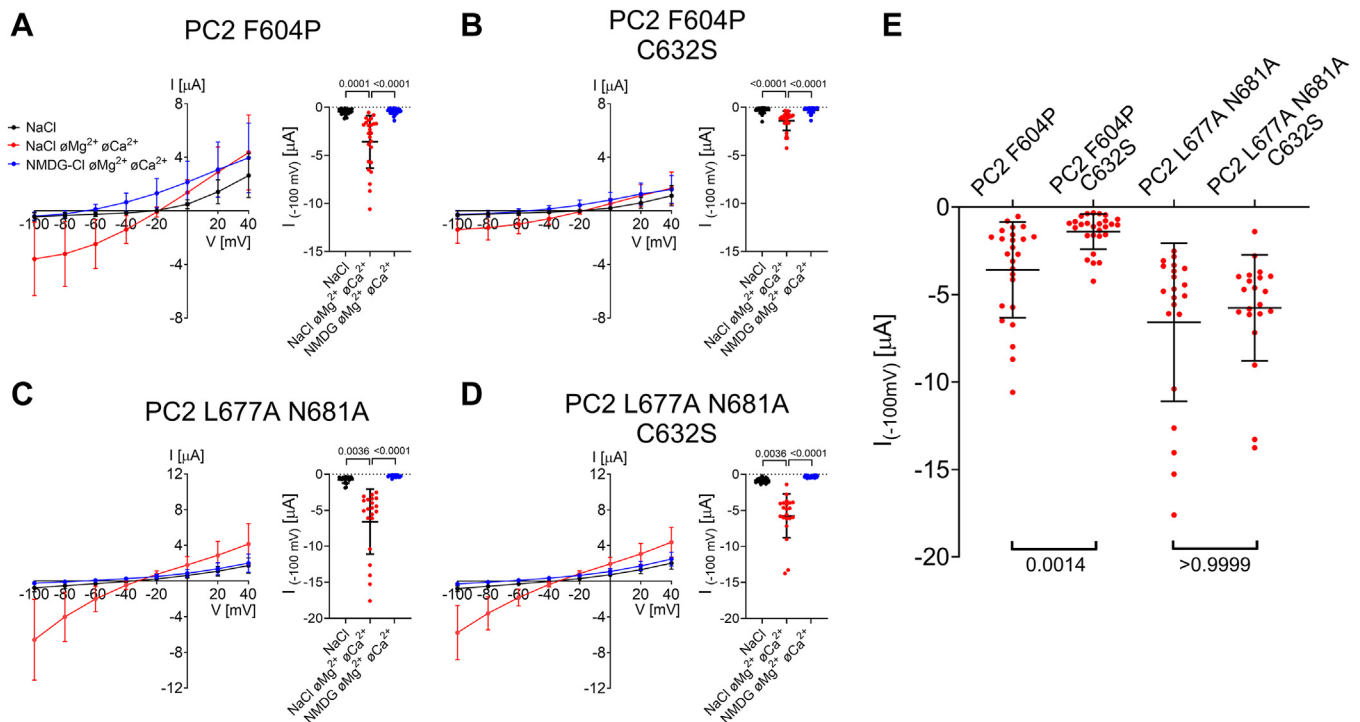 A
PC2 F604P
I [µA]
8
4
-4
-8
-100 -80 -60 -40 -20 0 20 40
V [mV]
NaCl
NaCl øMg²⁺ øCa²⁺
NMDG-Cl øMg²⁺ øCa²⁺
0.0001 <0.0001
I(-100 mV) [µA]
0
-5
-10
-15
NaCl
NaCl øMg²⁺ øCa²⁺
NMDG øMg²⁺ øCa²⁺
B
PC2 F604P
C632S
I [µA]
8
4
-4
-8
-100 -80 -60 -40 -20 0 20 40
V [mV]
<0.0001 <0.0001
I(-100 mV) [µA]
0
-5
-10
-15
NaCl
NaCl øMg²⁺ øCa²⁺
NMDG øMg²⁺ øCa²⁺
C
PC2 L677A N681A
I [µA]
12
8
4
-4
-8
-12
-100 -80 -60 -40 -20 0 20 40
V [mV]
0.0036 <0.0001
I(-100 mV) [µA]
0
-5
-10
-15
-20
NaCl
NaCl øMg²⁺ øCa²⁺
NMDG øMg²⁺ øCa²⁺
D
PC2 L677A N681A
C632S
I [µA]
12
8
4
-4
-8
-12
-100 -80 -60 -40 -20 0 20 40
V [mV]
0.0036 <0.0001
I(-100 mV) [µA]
0
-5
-10
-15
-20
NaCl
NaCl øMg²⁺ øCa²⁺
NMDG øMg²⁺ øCa²⁺
E
PC2 F604P
PC2 F604P
C632S
PC2 L677A N681A
PC2 L677A N681A
C632S
I(-100mV) [µA]
0
-5
-10
-15
-20
0.0014
>0.9999